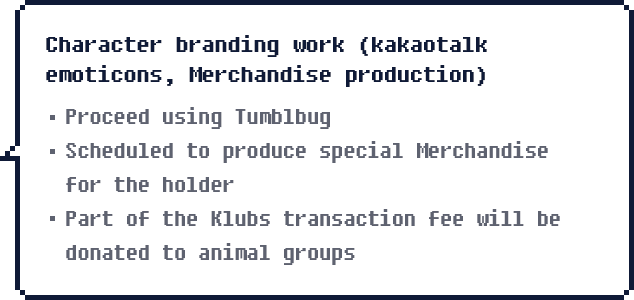 Character branding work (kakaotalk
emoticons, Merchandise production)
· Proceed using Tumblbug
· Scheduled to produce special Merchandise
for the holder
· Part of the Klubs transaction fee will be
donated to animal groups